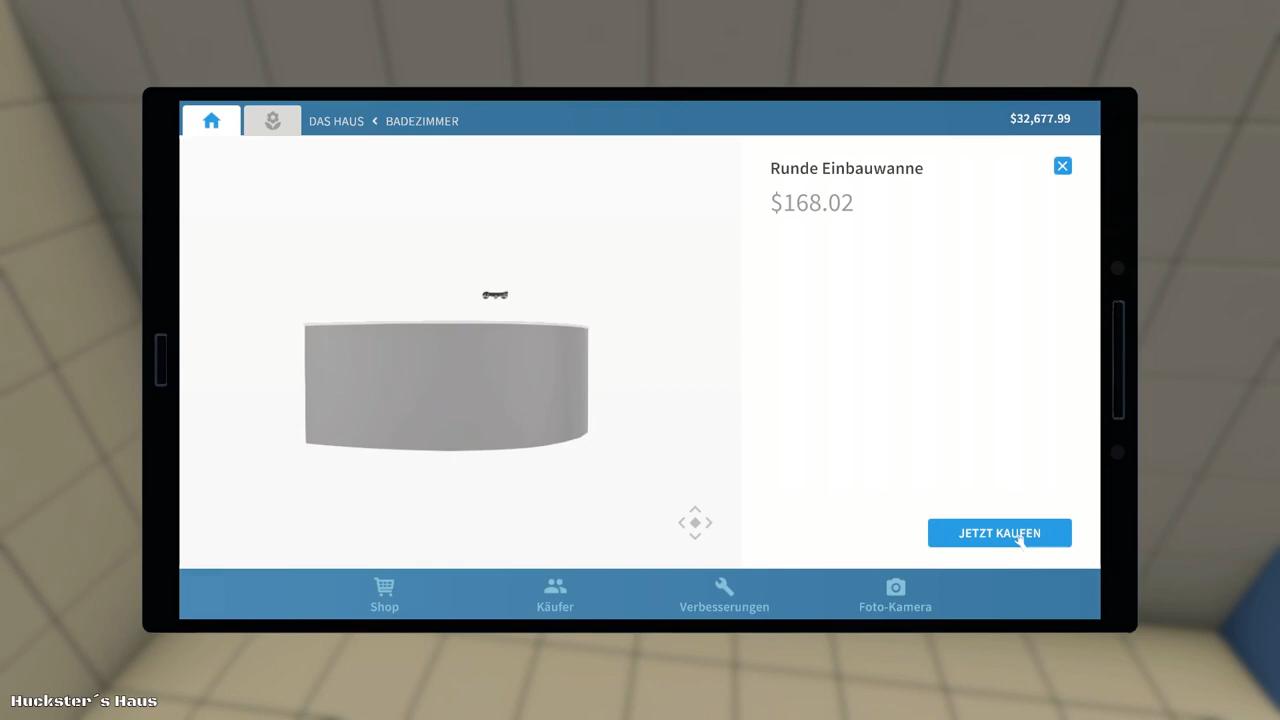 DAS HAUS < BADEZIMMER
$32,677.99
Runde Einbauwanne
$168.02
JETZT KAUFEN
Shop
Käufer
Verbesserungen
Foto-Kamera
Huckster´s Haus